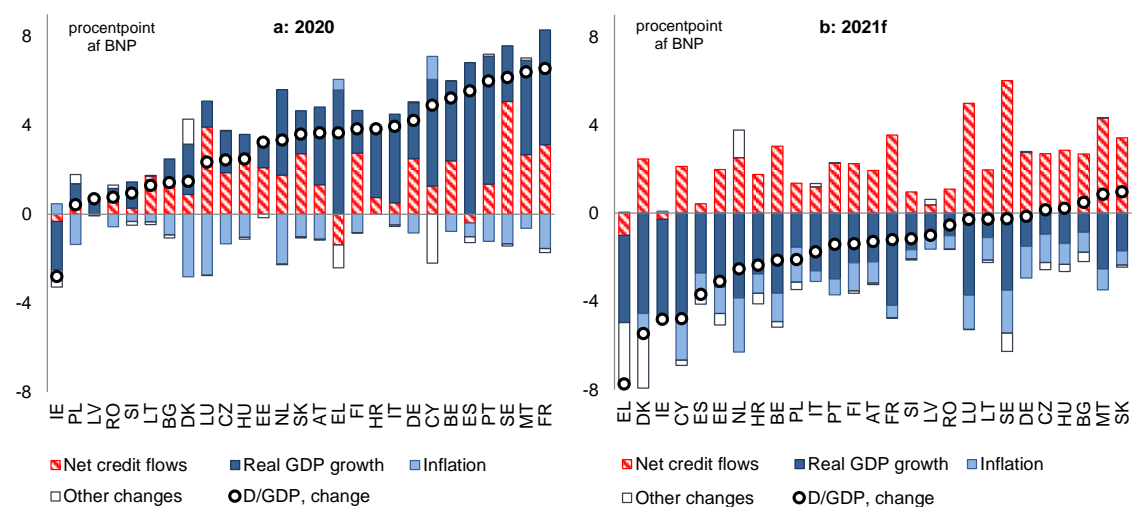 a: 2020
procentpoint
af BNP
8
4
0
-4
-8
IE PL LV RO SI LT BG DK LU CZ HU EE NL SK AT EL FI HR IT DE CY BE ES PT SE MT FR
Net credit flows Real GDP growth Inflation
Other changes D/GDP, change
b: 2021f
procentpoint
af BNP
8
4
0
-4
-8
EL DK IE CY ES EE NL HR BE PL IT PT FI AT FR SI LV RO LU LT SE DE CZ HU BG MT SK
Net credit flows Real GDP growth Inflation
Other changes D/GDP, change